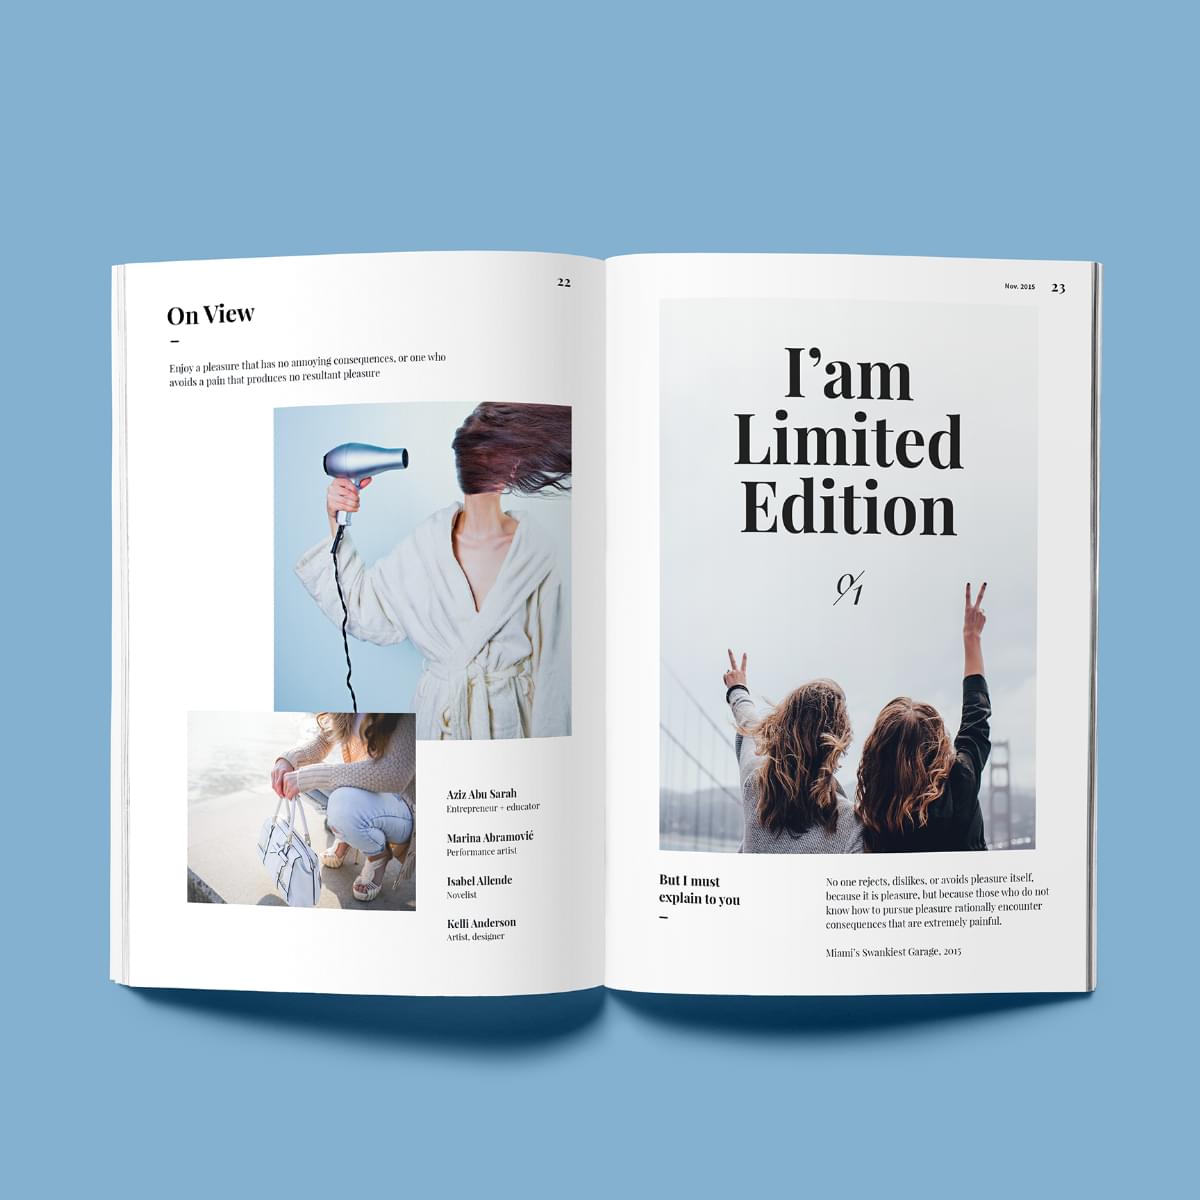 22
On View
Enjoy a pleasure that has no annoying consequences, or one who
avoids a pain that produces no resultant pleasure
Aziz Abu Sarah
Entrepreneur + educator
Marina Abramović
Performance artist
Isabel Allende
Novelist
Kelli Anderson
Artist, designer
Nov. 2015 23
I’am
Limited
Edition
0/1
But I must
explain to you
No one rejects, dislikes, or avoids pleasure itself,
because it is pleasure, but because those who do not
know how to pursue pleasure rationally encounter
consequences that are extremely painful.
Miami’s Swankiest Garage, 2015